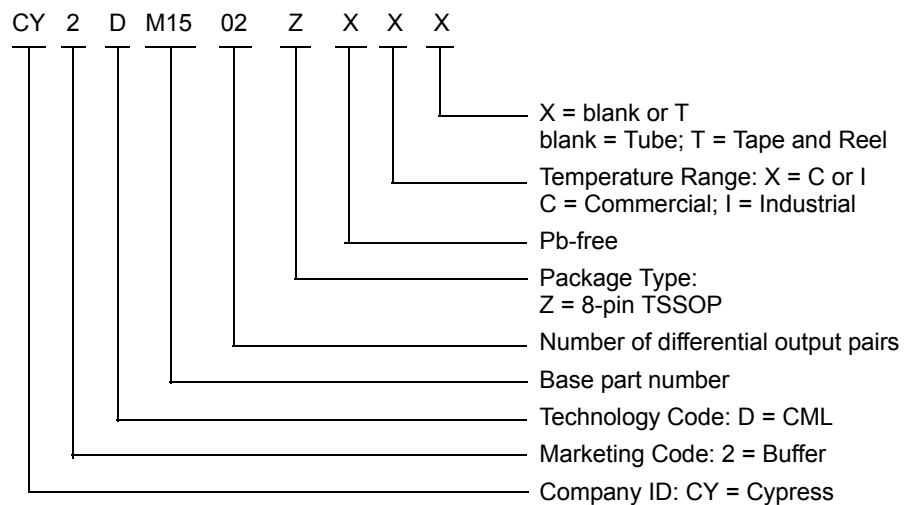 CY 2 D M15 02 Z X X X
X = blank or T
blank = Tube; T = Tape and Reel
Temperature Range: X = C or I
C = Commercial; I = Industrial
Pb-free
Package Type:
Z = 8-pin TSSOP
Number of differential output pairs
Base part number
Technology Code: D = CML
Marketing Code: 2 = Buffer
Company ID: CY = Cypress